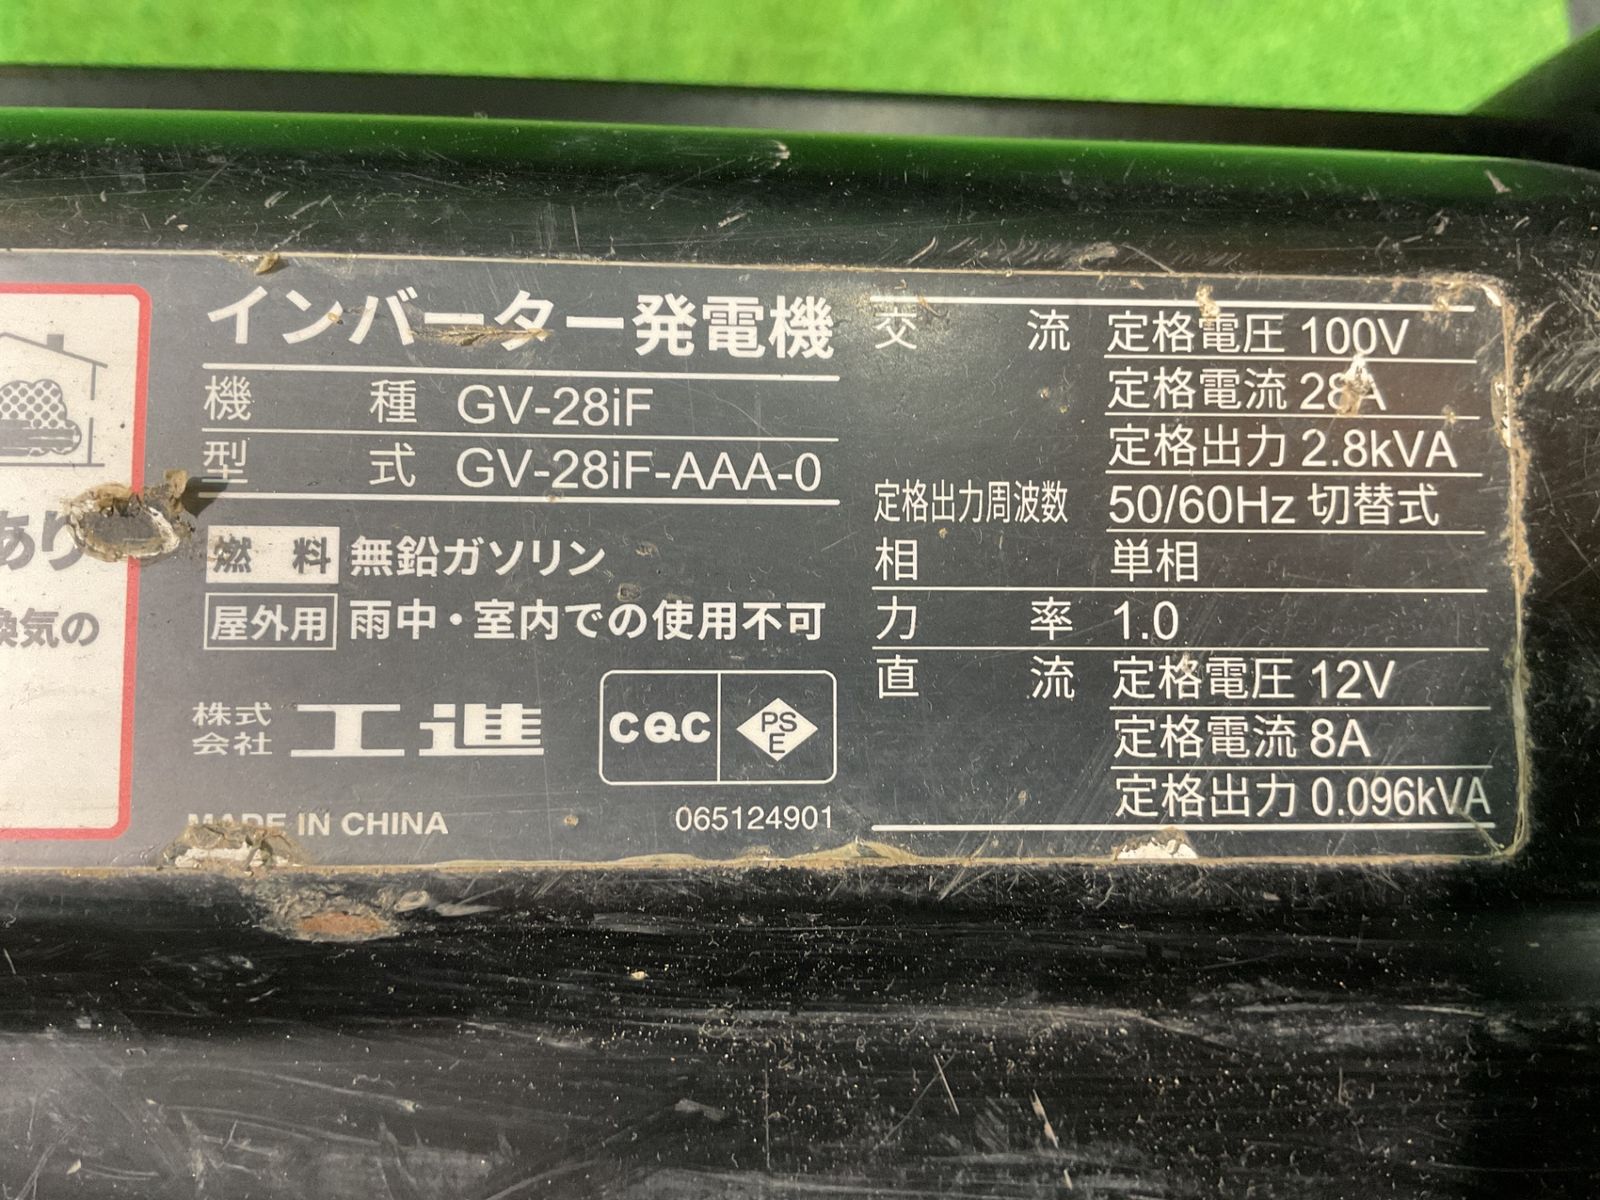 あり
換気の
インバーター発電機
機種 GV-28iF
型式 GV-28iF-AAA-0
燃料 無鉛ガソリン
屋外用 雨中・室内での使用不可
株式会社 工進
CQC
PSE
MADE IN CHINA
065124901
交流 定格電圧 100V
定格電流 28A
定格出力 2.8kVA
定格出力周波数 50/60Hz 切替式
相 単相
力率 1.0
直流 定格電圧 12V
定格電流 8A
定格出力 0.096kVA